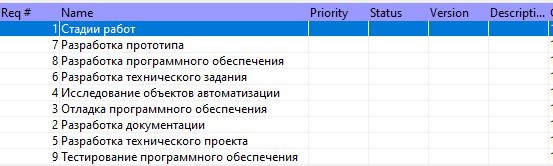 Req # Name Priority Status Version Descripti...
1 Стадии работ
7 Разработка прототипа
8 Разработка программного обеспечения
6 Разработка технического задания
4 Исследование объектов автоматизации
3 Отладка программного обеспечения
2 Разработка документации
5 Разработка технического проекта
9 Тестирование программного обеспечения